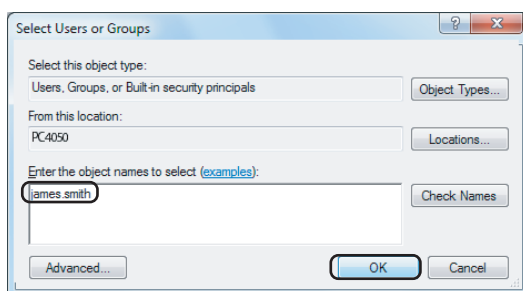 Select Users or Groups
Select this object type:
Users, Groups, or Built-in security principals
Object Types...
From this location:
PC4050
Locations...
Enter the object names to select (examples):
james.smith
Check Names
Advanced...
OK
Cancel